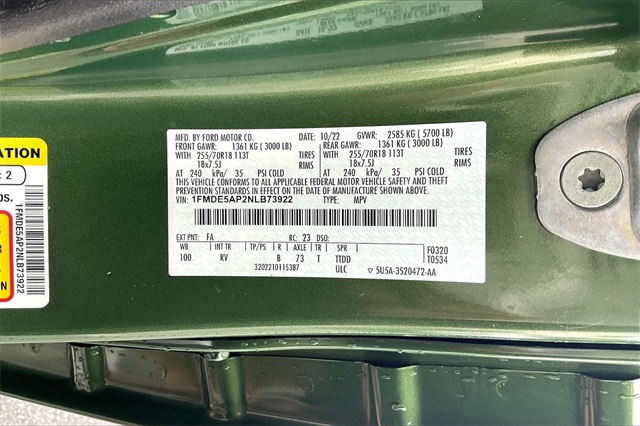 MFD. BY FORD MOTOR CO. 10/22 GVWR: 2585 KG ( 5700 LB)
FRONT GAWR: 1361 KG ( 3000 LB) REAR GAWR: 1361 KG ( 3000 LB)
WITH 255/70R18 113T TIRES WITH 255/70R18 113T TIRES
18x7.5J RIMS 18x7.5J RIMS
AT 240 kPa/ 35 PSI COLD AT 240 kPa/ 35 PSI COLD
THIS VEHICLE CONFORMS TO ALL APPLICABLE FEDERAL MOTOR VEHICLE
SAFETY STANDARDS IN EFFECT ON THE DATE OF MANUFACTURE SHOWN ABOVE.
VIN: 1FMDE5AP2NLB73922 TYPE: MPV
EXT PNT: FA RC: 23 DSO:
WB INT TR TP/PS R AXLE TR SPR F0320
100 RV B 73 T TTDD T0534
3202210115387 ULC 5U5A-3520472-AA
ATION
: 2
DS.
1FMDE5AP2NLB73922